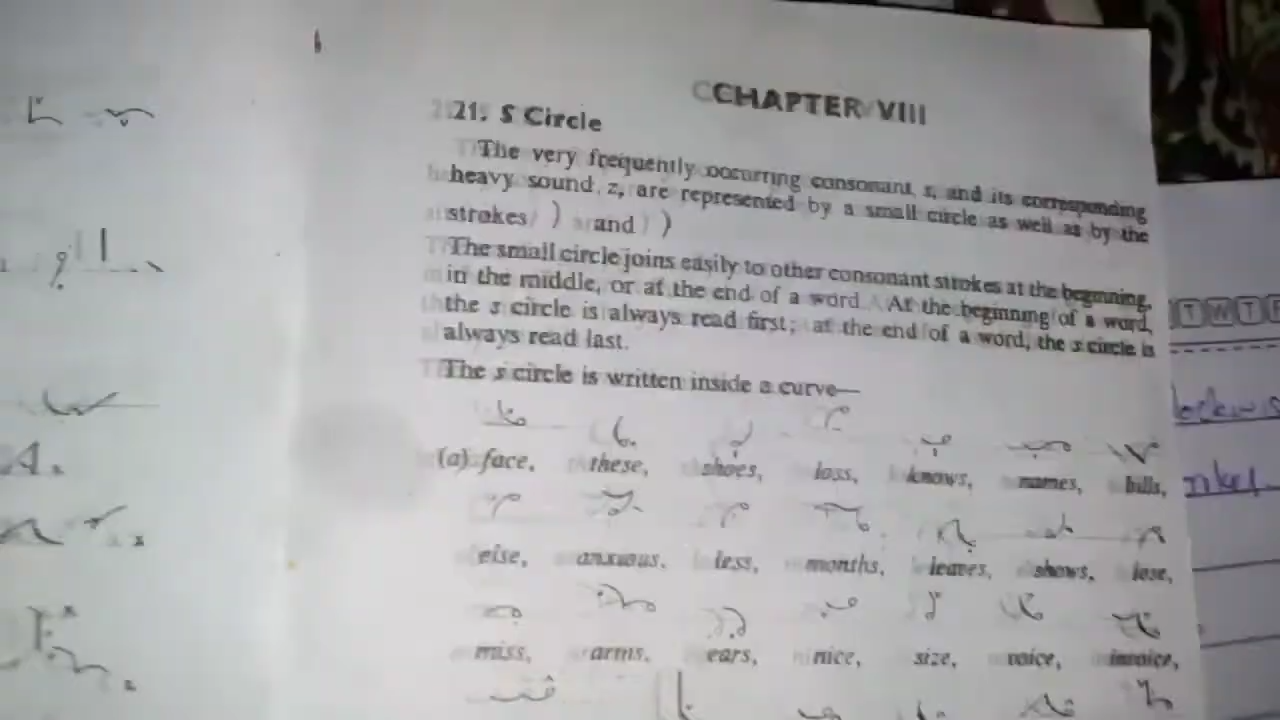 CHAPTER VIII
21. S Circle
The very frequently occurring consonant, s, and its corresponding
heavy sound, z, are represented by a small circle as well as by the
strokes ) and )
The small circle joins easily to other consonant strokes at the beginning,
in the middle, or at the end of a word. At the beginning of a word,
the s circle is always read first; at the end of a word, the s circle is
always read last.
The s circle is written inside a curve—
(a) face, these, shoes, loss, knows, names, bills,
else, anxious, less, months, leaves, shows, lose,
miss, arms, ears, nice, size, voice, invoice,
T W T F